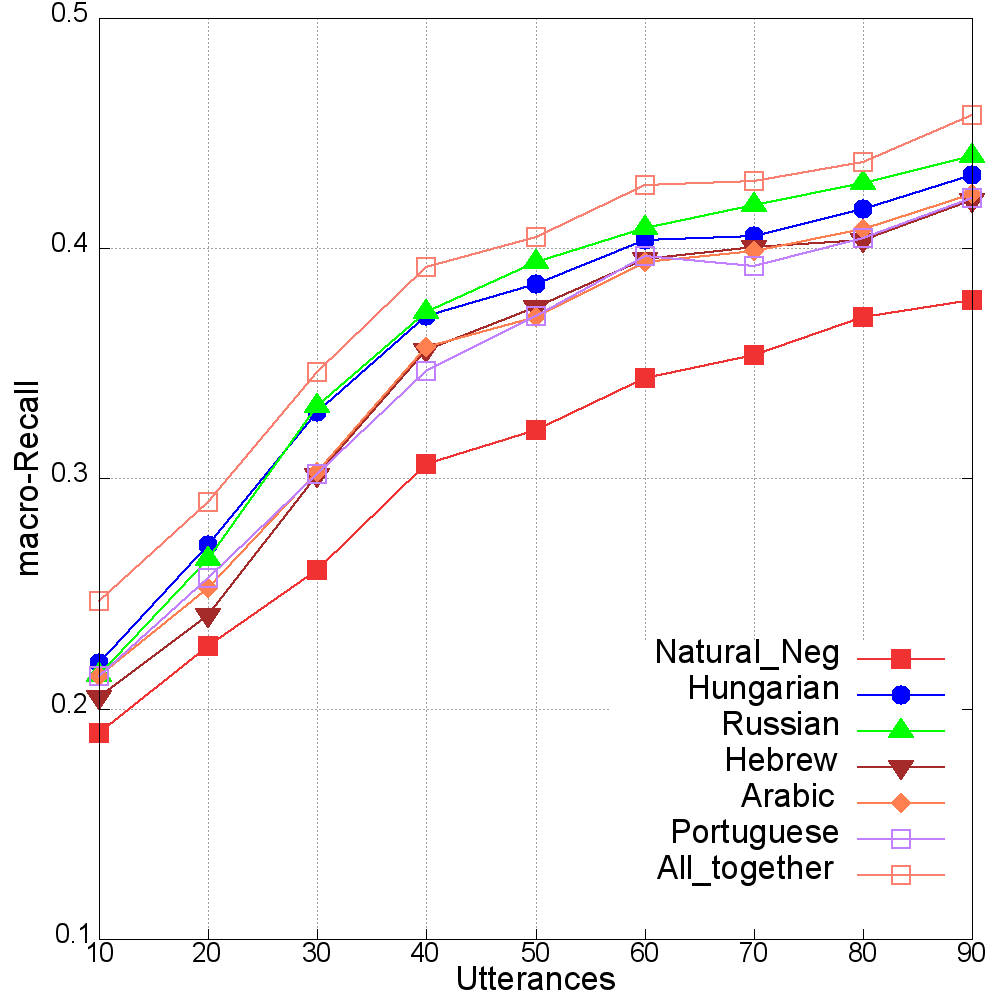 0.5
0.4
0.3
0.2
0.1
macro-Recall
Natural_Neg
Hungarian
Russian
Hebrew
Arabic
Portuguese
All_together
10 20 30 40 50 60 70 80 90
Utterances